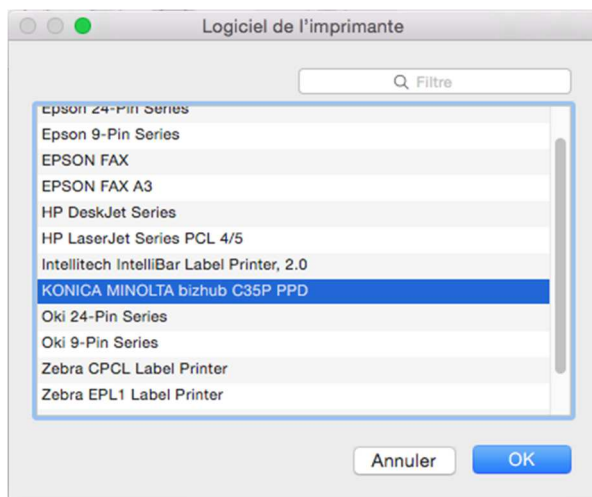 Logiciel de l'imprimante
Filtre
Epson 24-Pin Series
Epson 9-Pin Series
EPSON FAX
EPSON FAX A3
HP DeskJet Series
HP LaserJet Series PCL 4/5
Intellitech IntelliBar Label Printer, 2.0
KONICA MINOLTA bizhub C35P PPD
Oki 24-Pin Series
Oki 9-Pin Series
Zebra CPCL Label Printer
Zebra EPL1 Label Printer
Annuler OK